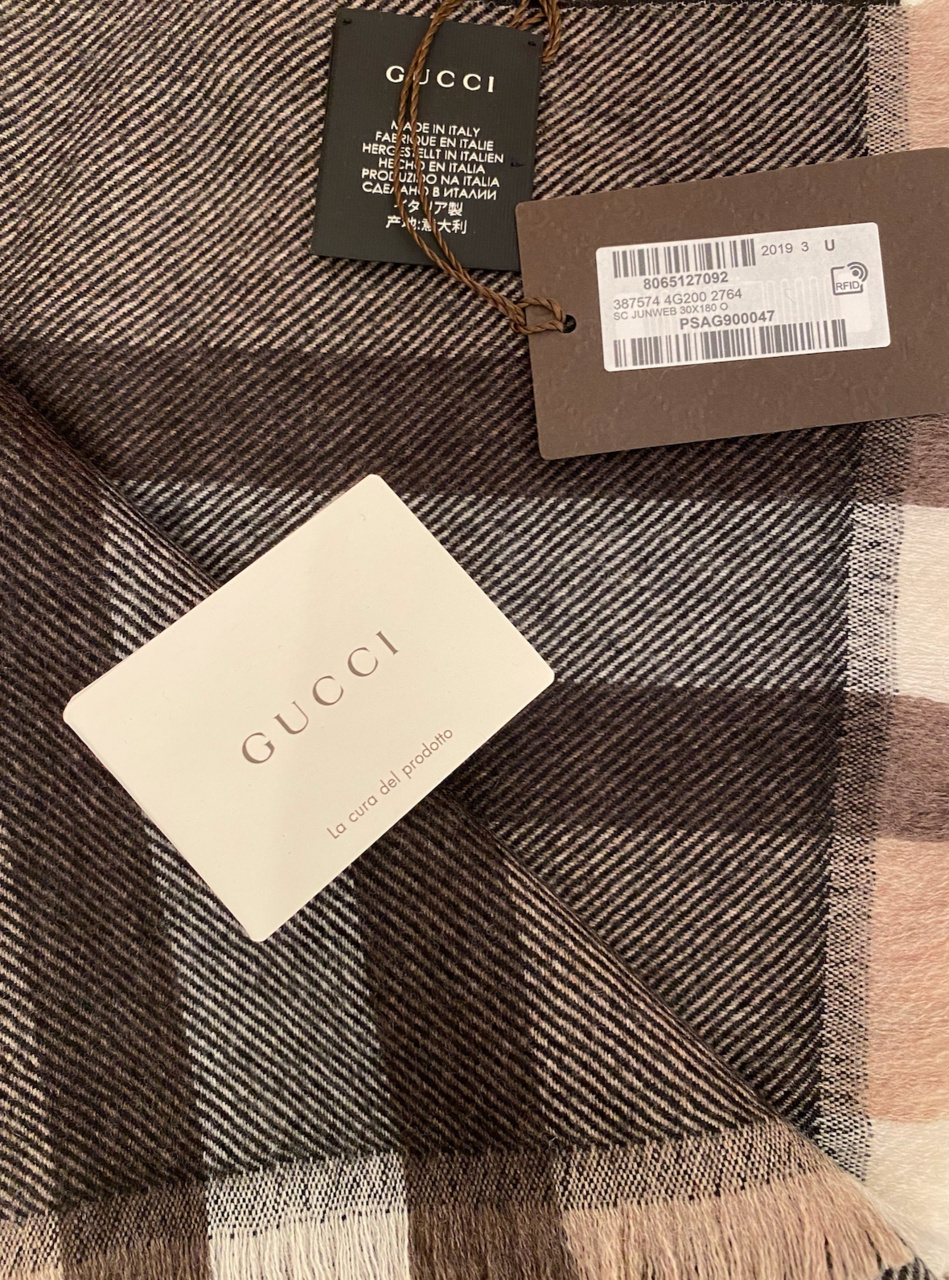 GUCCI
MADE IN ITALY
FABRIQUE EN ITALIE
HERGESTELLT IN ITALIEN
HECHO EN ITALIA
PRODUZIDO NA ITALIA
СДЕЛАНО В ИТАЛИИ
イタリア製
产地:意大利
2019 3 U
8065127092
RFID
387574 4G200 2764
SC JUNWEB 30X180 O
PSAG900047
GUCCI
La cura del prodotto